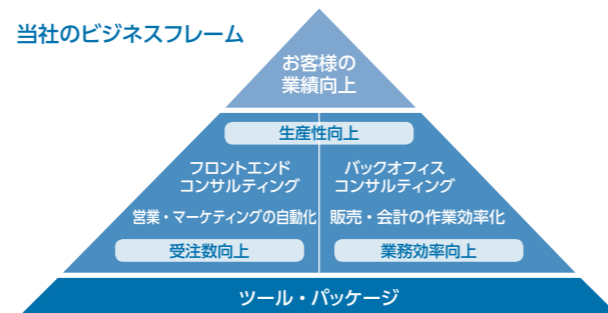 当社のビジネスフレーム
お客様の
業績向上
生産性向上
フロントエンド
コンサルティング
営業・マーケティングの自動化
受注数向上
バックオフィス
コンサルティング
販売・会計の作業効率化
業務効率向上
ツール・パッケージ